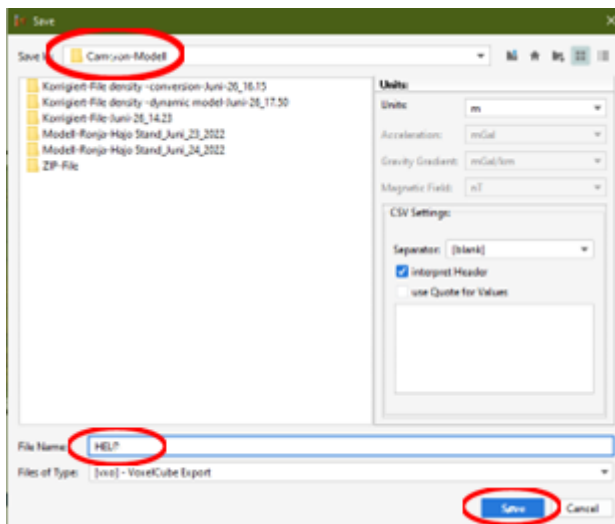 Save
Save In: Camsson-Modell
Korrigiert-File density -conversion-Juni-26_16.15
Korrigiert-File density -dynamic model-Juni-26_17.50
Korrigiert-File-Juni-26_14.23
Modell-Ronja-Hajo Stand_Juni_23_2022
Modell-Ronja-Hajo Stand_Juni_24_2022
ZIP-File
Units:
Units: m
Acceleration: mGal
Gravity Gradient: mGal/km
Magnetic Field: nT
CSV Settings:
Separator: [blank]
interpret Header
use Quote for Values
File Name: HELP
Files of Type: [vxo] - VoxelCube Export
Save Cancel